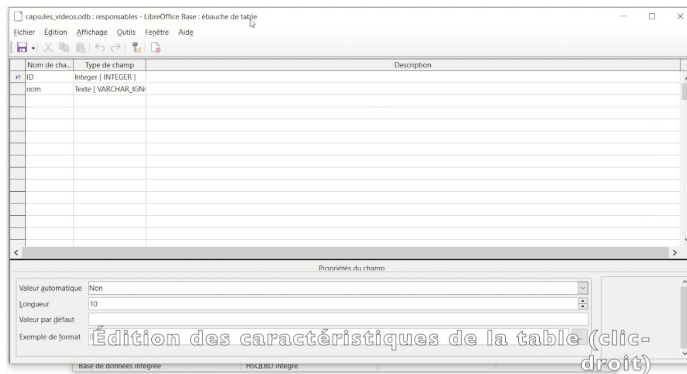 capsules_videos.odb : responsables - LibreOffice Base : ébauche de table
Fichier Édition Affichage Outils Fenêtre Aide
Nom de cha... Type de champ Description
ID Integer [ INTEGER ]
nom Texte [ VARCHAR_IGN
Propriétés du champ
Valeur automatique Non
Longueur 10
Valeur par défaut
Exemple de format 0
Édition des caractéristiques de la table (clic-
droit)
Base de données intégrée HSQLDB intégré